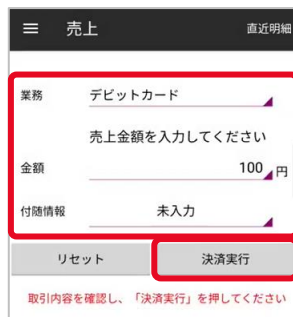 売上 直近明細
業務 デビットカード
売上金額を入力してください
金額 100 円
付随情報 未入力
リセット 決済実行
取引内容を確認し、「決済実行」を押してください